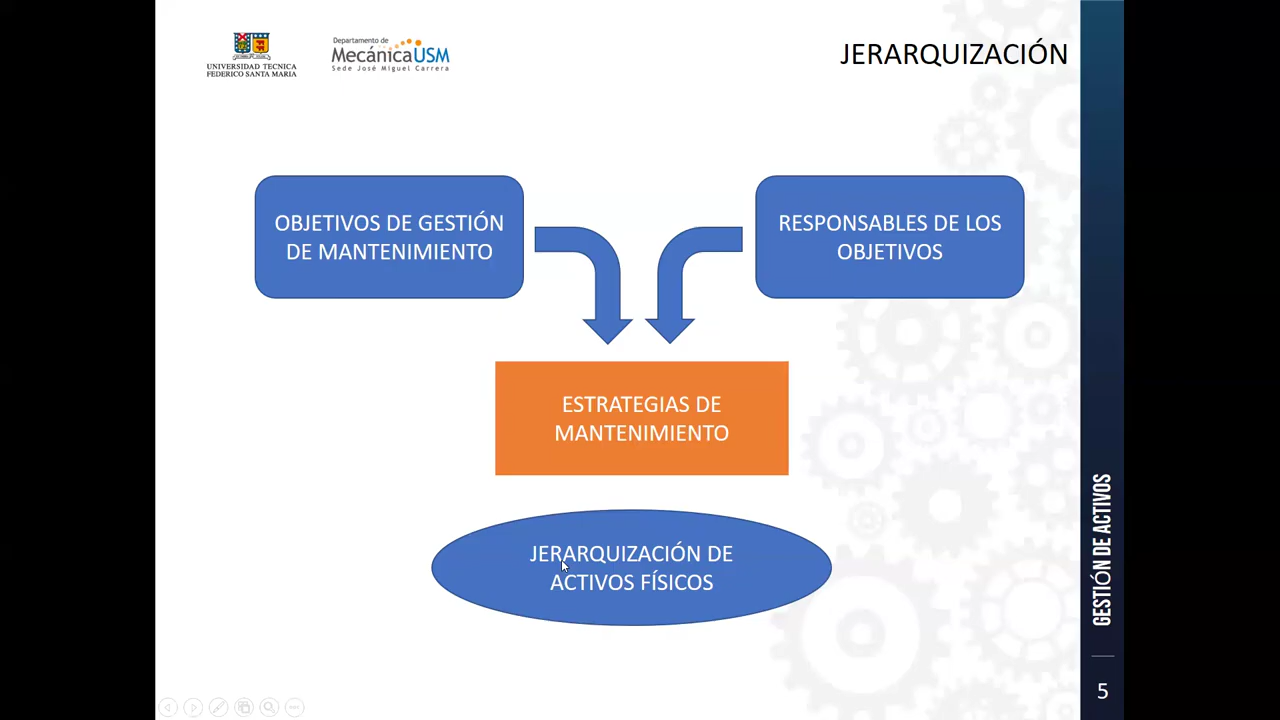 UNIVERSIDAD TECNICA
FEDERICO SANTA MARIA
Departamento de
MecánicaUSM
Sede José Miguel Carrera
JERARQUIZACIÓN
OBJETIVOS DE GESTIÓN
DE MANTENIMIENTO
RESPONSABLES DE LOS
OBJETIVOS
ESTRATEGIAS DE
MANTENIMIENTO
JERARQUIZACIÓN DE
ACTIVOS FÍSICOS
GESTIÓN DE ACTIVOS
5